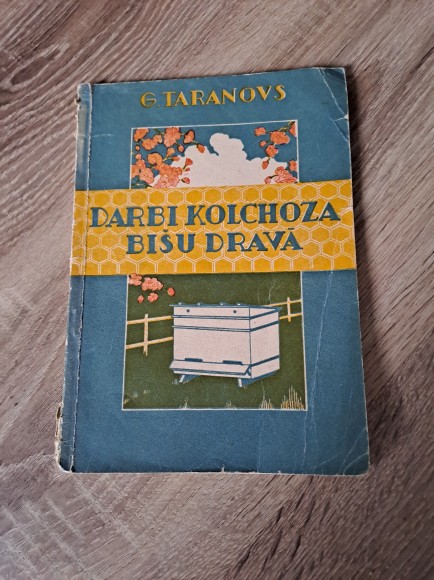 G. TARANOVS
DARBI KOLCHOZA
BIŠU DRAVĀ